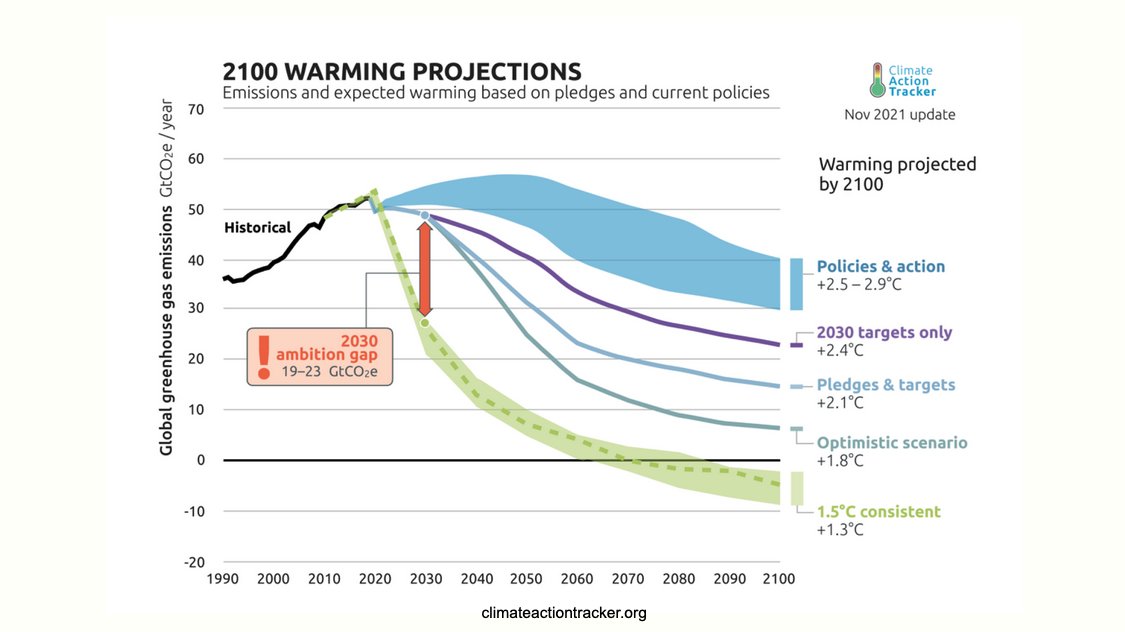 2100 WARMING PROJECTIONS
Emissions and expected warming based on pledges and current policies
Climate
Action
Tracker
Nov 2021 update
Warming projected
by 2100
Global greenhouse gas emissions GtCO₂e / year
70
60
50
40
30
20
10
0
-10
-20
Historical
2030
ambition gap
19–23 GtCO₂e
Policies & action
+2.5 – 2.9°C
2030 targets only
+2.4°C
Pledges & targets
+2.1°C
Optimistic scenario
+1.8°C
1.5°C consistent
+1.3°C
1990 2000 2010 2020 2030 2040 2050 2060 2070 2080 2090 2100
climateactiontracker.org